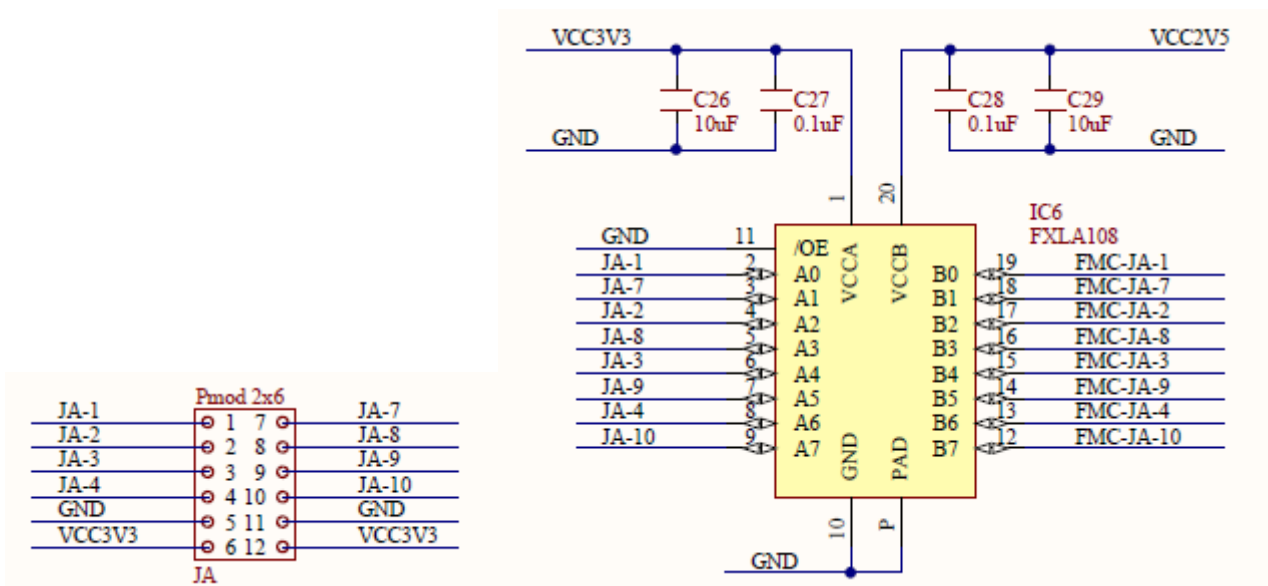 VCC3V3
VCC2V5
C26
10uF
C27
0.1uF
C28
0.1uF
C29
10uF
GND
GND
1
20
IC6
FXLA108
GND 11 /OE
VCCA
VCCB
JA-1 2 A0 B0 19 FMC-JA-1
JA-7 3 A1 B1 18 FMC-JA-7
JA-2 4 A2 B2 17 FMC-JA-2
JA-8 5 A3 B3 16 FMC-JA-8
JA-3 6 A4 B4 15 FMC-JA-3
JA-9 7 A5 B5 14 FMC-JA-9
JA-4 8 A6 B6 13 FMC-JA-4
JA-10 9 A7 B7 12 FMC-JA-10
GND
PAD
10
P
GND
Pmod 2x6
JA-1 1 7 JA-7
JA-2 2 8 JA-8
JA-3 3 9 JA-9
JA-4 4 10 JA-10
GND 5 11 GND
VCC3V3 6 12 VCC3V3
JA